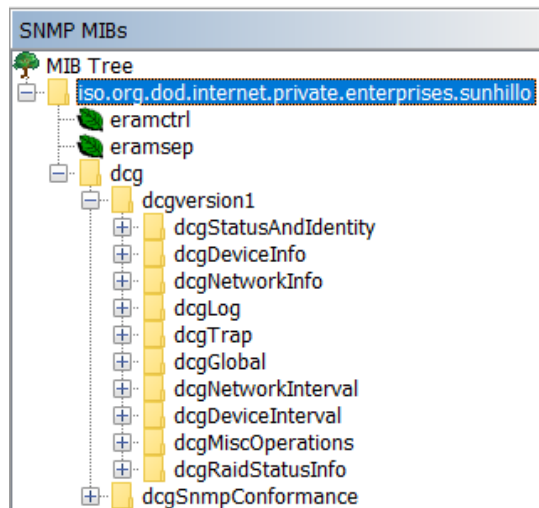 SNMP MIBs
MIB Tree
iso.org.dod.internet.private.enterprises.sunhillo
eramctrl
eramsep
dcg
dcgversion1
dcgStatusAndIdentity
dcgDeviceInfo
dcgNetworkInfo
dcgLog
dcgTrap
dcgGlobal
dcgNetworkInterval
dcgDeviceInterval
dcgMiscOperations
dcgRaidStatusInfo
dcgSnmpConformance